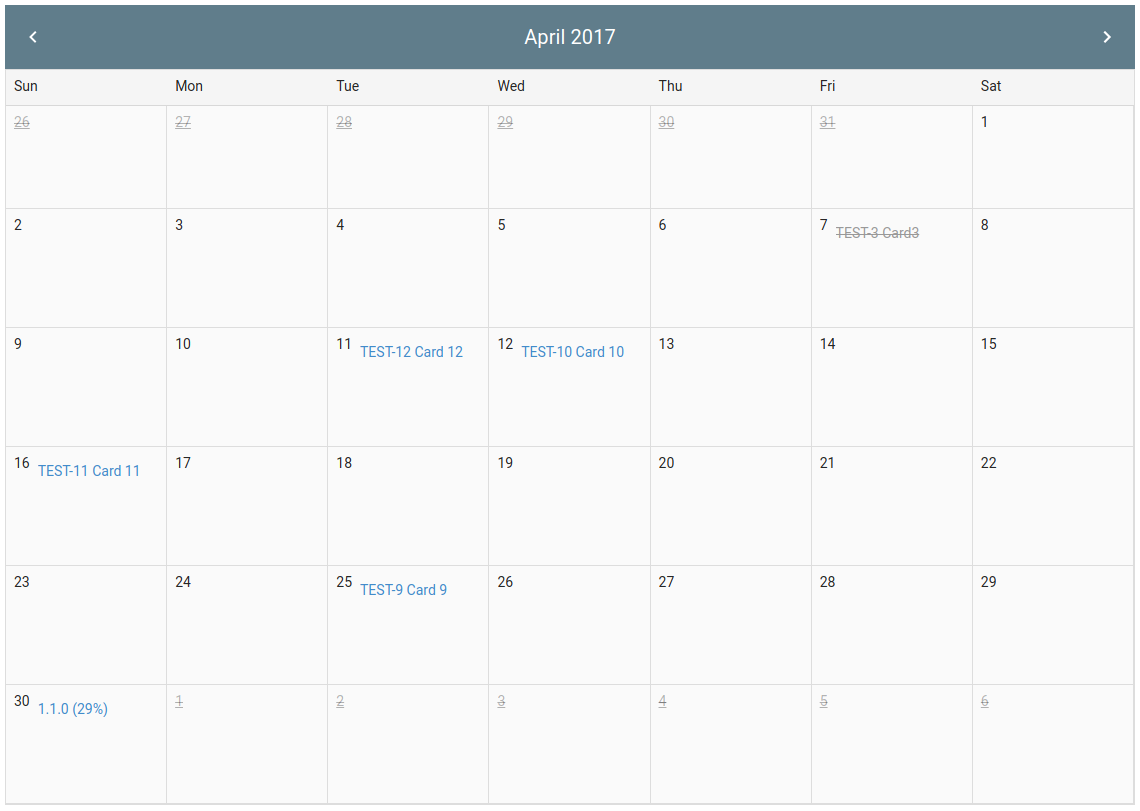 April 2017
Sun Mon Tue Wed Thu Fri Sat
26 27 28 29 30 31 1
2 3 4 5 6 7 TEST-3 Card3 8
9 10 11 TEST-12 Card 12 12 TEST-10 Card 10 13 14 15
16 TEST-11 Card 11 17 18 19 20 21 22
23 24 25 TEST-9 Card 9 26 27 28 29
30 1.1.0 (29%) 1 2 3 4 5 6